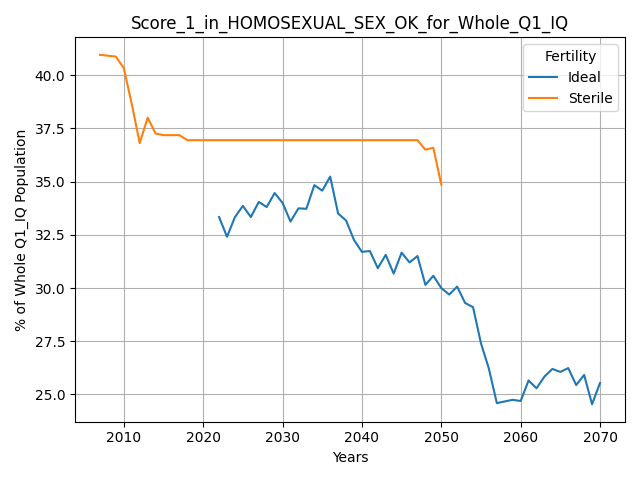 Score_1_in_HOMOSEXUAL_SEX_OK_for_Whole_Q1_IQ
Fertility
Ideal
Sterile
% of Whole Q1_IQ Population
40.0
37.5
35.0
32.5
30.0
27.5
25.0
2010 2020 2030 2040 2050 2060 2070
Years